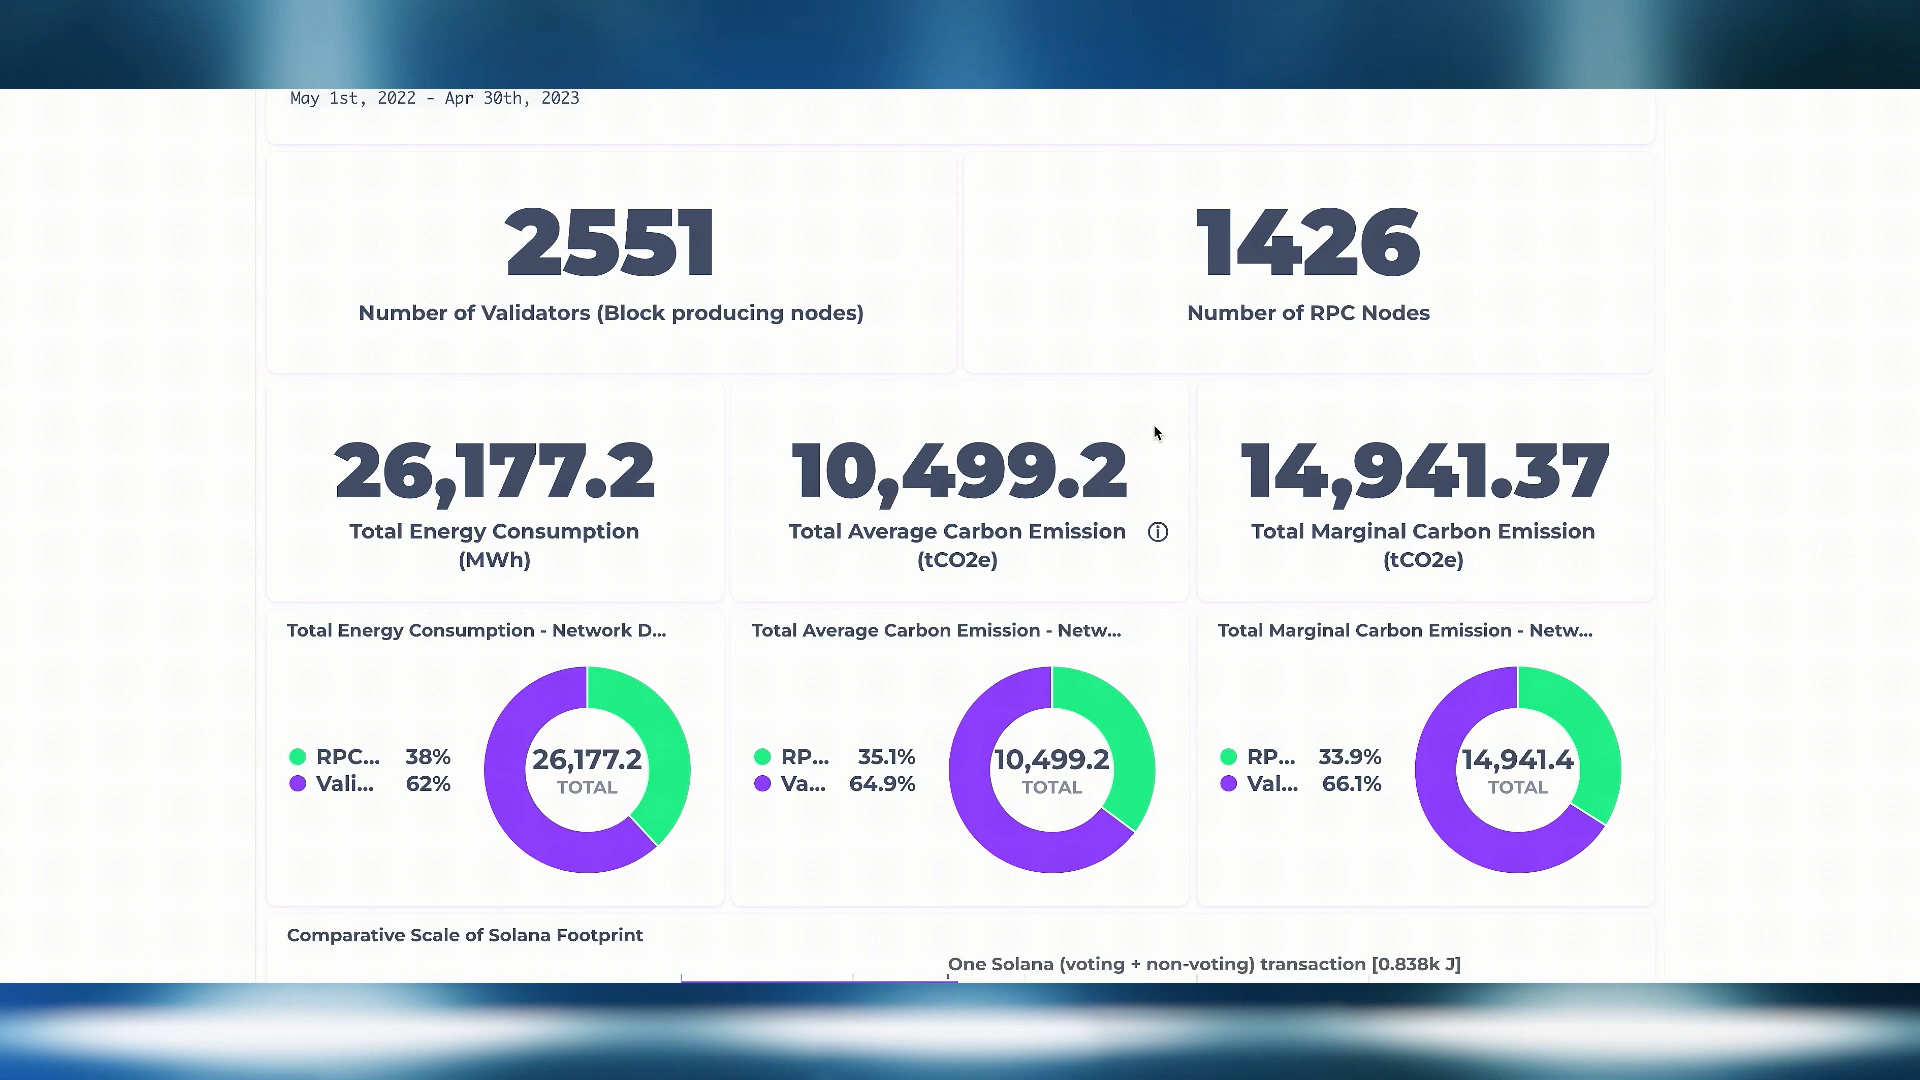 May 1st, 2022 - Apr 30th, 2023
2551
Number of Validators (Block producing nodes)
1426
Number of RPC Nodes
26,177.2
Total Energy Consumption
(MWh)
10,499.2
Total Average Carbon Emission
(tCO2e)
14,941.37
Total Marginal Carbon Emission
(tCO2e)
Total Energy Consumption - Network D...
RPC... 38%
Vali... 62%
26,177.2
TOTAL
Total Average Carbon Emission - Netw...
RP... 35.1%
Va... 64.9%
10,499.2
TOTAL
Total Marginal Carbon Emission - Netw...
RP... 33.9%
Val... 66.1%
14,941.4
TOTAL
Comparative Scale of Solana Footprint
One Solana (voting + non-voting) transaction [0.838k J]